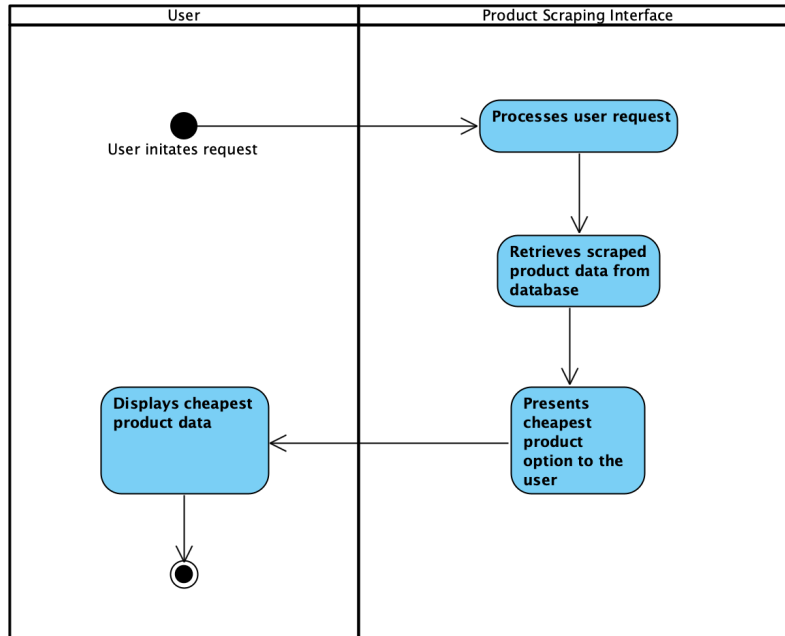 User
Product Scraping Interface
Processes user request
User initates request
Retrieves scraped
product data from
database
Displays cheapest
product data
Presents
cheapest
product
option to the
user